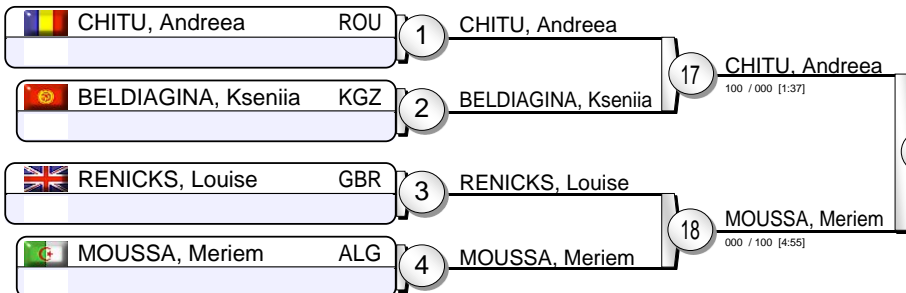 CHITU, Andreea ROU
1
CHITU, Andreea
17
CHITU, Andreea
100 / 000 [1:37]
BELDIAGINA, Kseniia KGZ
2
BELDIAGINA, Kseniia
RENICKS, Louise GBR
3
RENICKS, Louise
18
MOUSSA, Meriem
000 / 100 [4:55]
MOUSSA, Meriem ALG
4
MOUSSA, Meriem